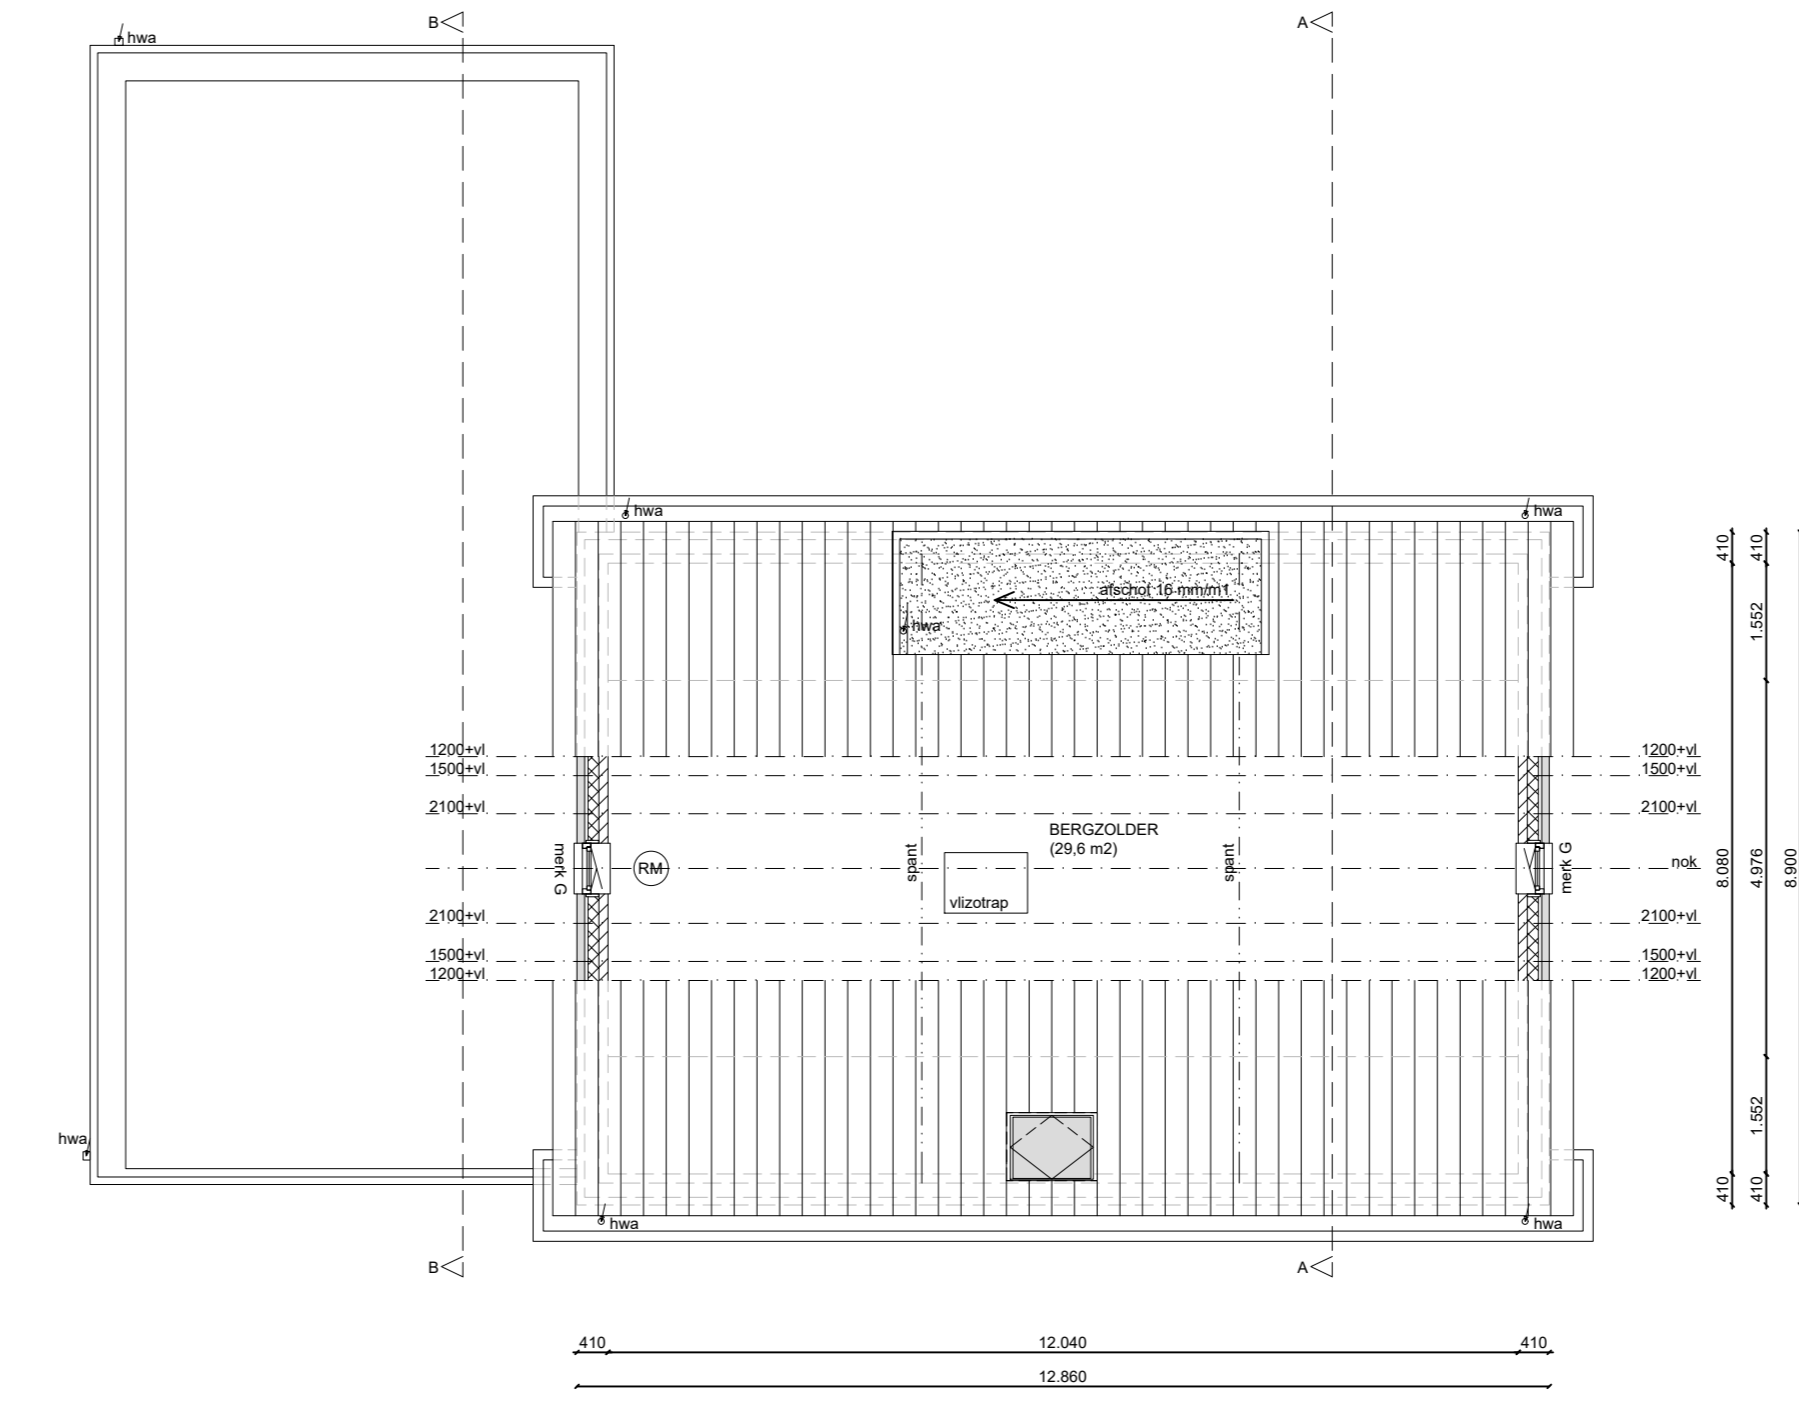 B
A
hwa
hwa
hwa
afschot 16 mm/m1
hwa
1200+vl
1500+vl
2100+vl
merk G
RM
2100+vl
1500+vl
1200+vl
spant
BERGZOLDER
(29,6 m2)
vlizotrap
spant
1200+vl
1500+vl
2100+vl
merk G
nok
2100+vl
1500+vl
1200+vl
410
410
1.552
8.080
4.976
8.900
1.552
410
410
hwa
hwa
hwa
B
A
410
12.040
410
12.860